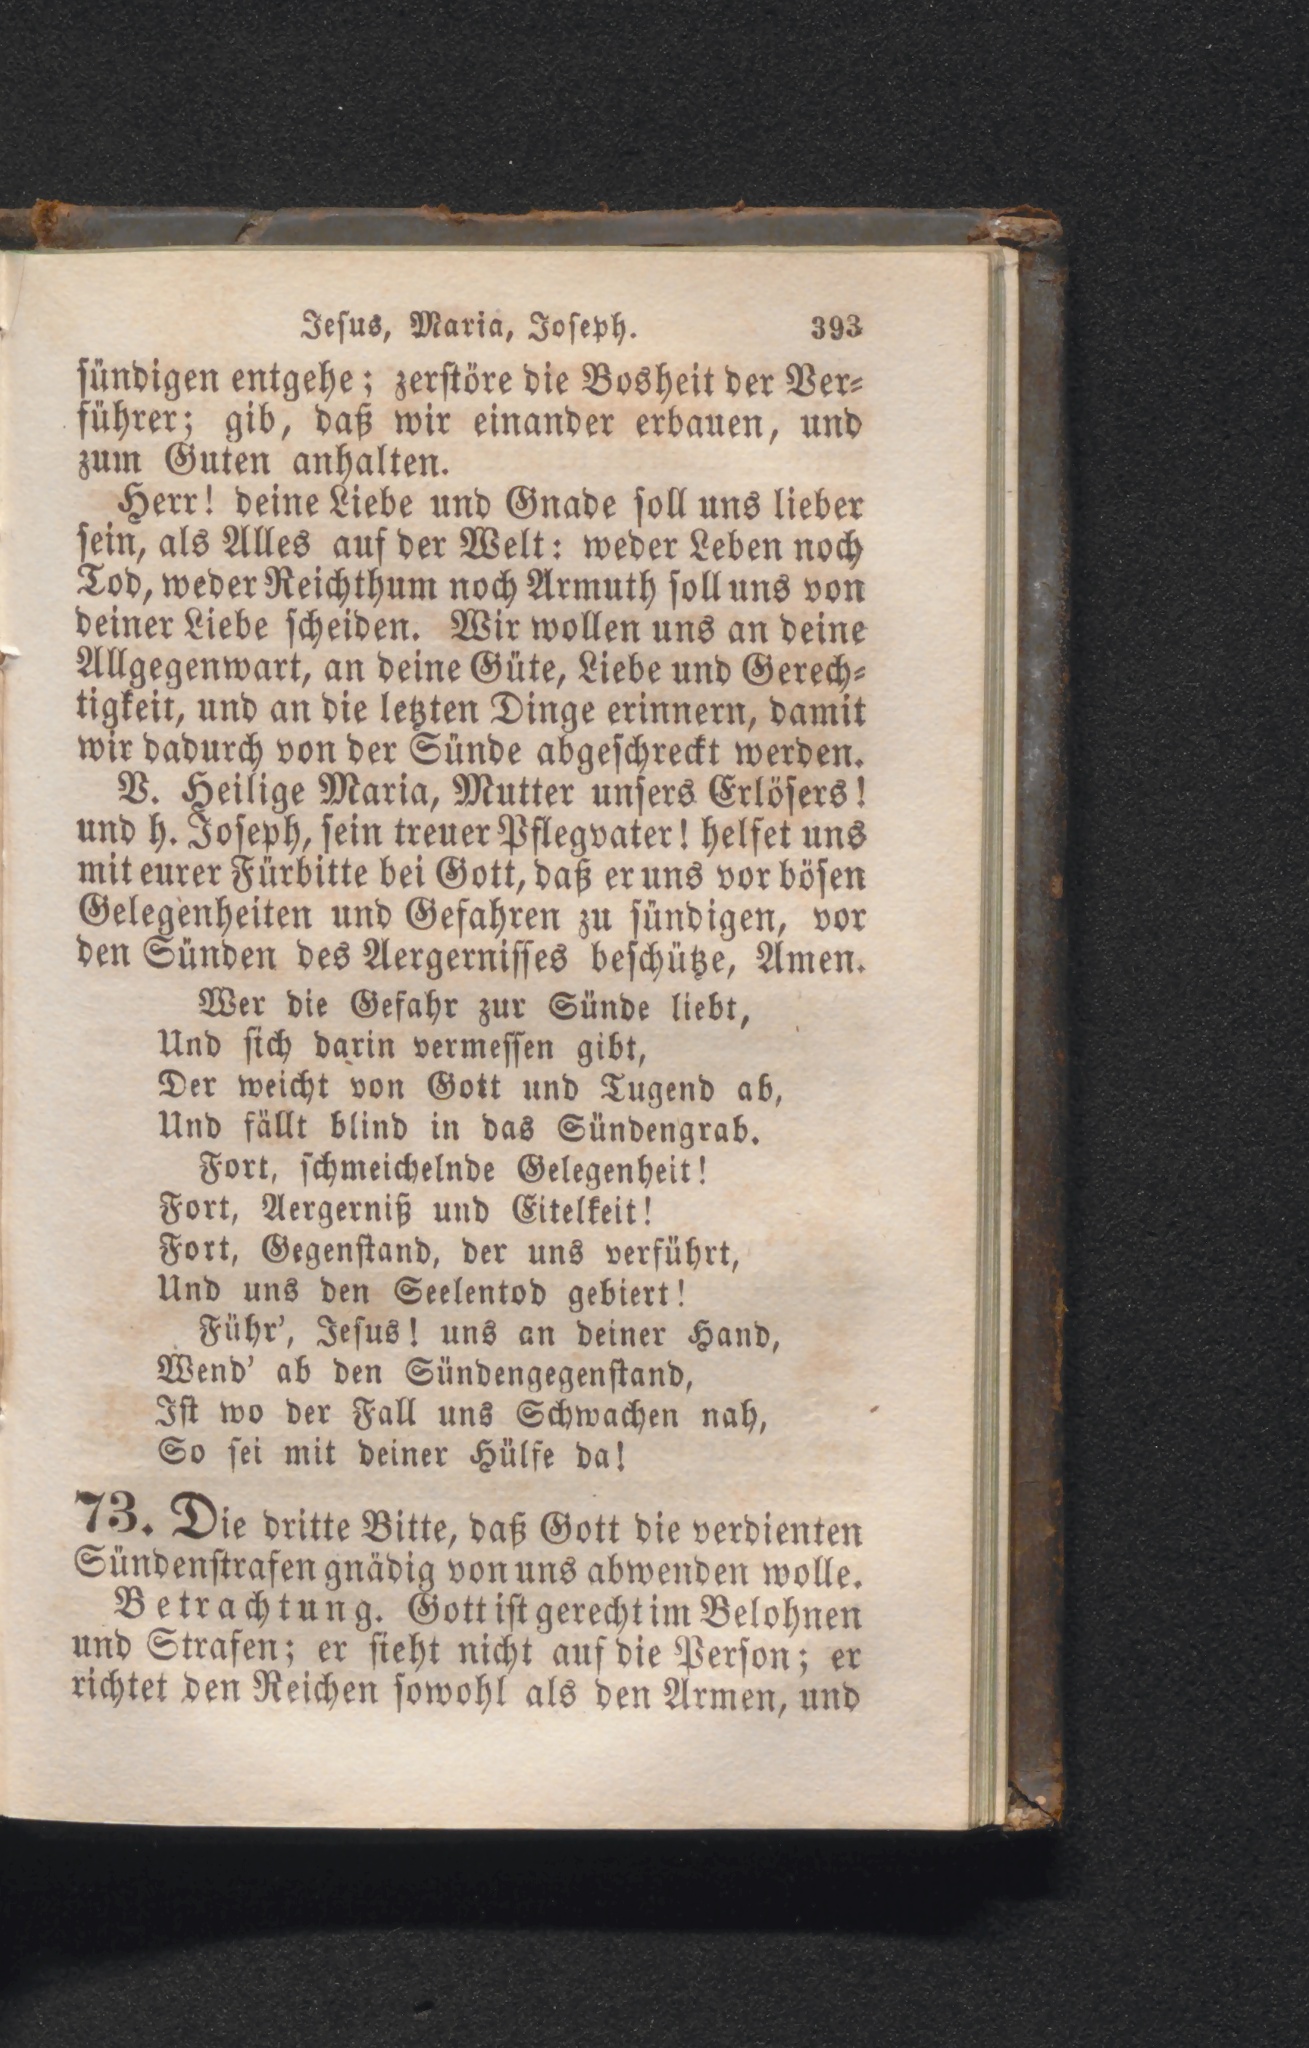 Jesus, Maria, Joseph. 393
sündigen entgehe; zerstöre die Bosheit der Ver-
führer; gib, daß wir einander erbauen, und
zum Guten anhalten.
Herr! deine Liebe und Gnade soll uns lieber
sein, als Alles auf der Welt: weder Leben noch
Tod, weder Reichthum noch Armuth soll uns von
deiner Liebe scheiden. Wir wollen uns an deine
Allgegenwart, an deine Güte, Liebe und Gerech-
tigkeit, und an die letzten Dinge erinnern, damit
wir dadurch von der Sünde abgeschreckt werden.
V. Heilige Maria, Mutter unsers Erlösers!
und h. Joseph, sein treuer Pflegvater! helfet uns
mit eurer Fürbitte bei Gott, daß er uns vor bösen
Gelegenheiten und Gefahren zu sündigen, vor
den Sünden des Aergernisses beschütze, Amen.
Wer die Gefahr zur Sünde liebt,
Und sich darin vermessen gibt,
Der weicht von Gott und Tugend ab,
Und fällt blind in das Sündengrab.
Fort, schmeichelnde Gelegenheit!
Fort, Aergerniß und Eitelkeit!
Fort, Gegenstand, der uns verführt,
Und uns den Seelentod gebiert!
Führ', Jesus! uns an deiner Hand,
Wend' ab den Sündengegenstand,
Ist wo der Fall uns Schwachen nah,
So sei mit deiner Hülfe da!
73. Die dritte Bitte, daß Gott die verdienten
Sündenstrafen gnädig von uns abwenden wolle.
Betrachtung. Gott ist gerecht im Belohnen
und Strafen; er sieht nicht auf die Person; er
richtet den Reichen sowohl als den Armen, und